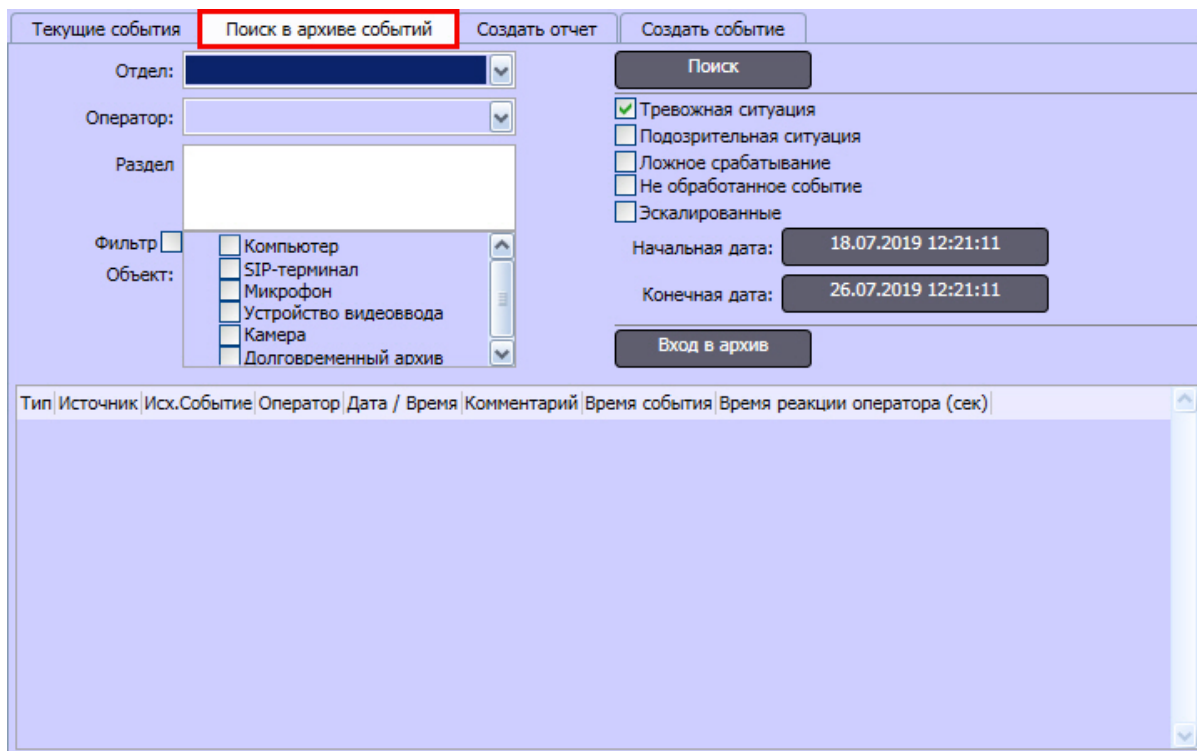 Текущие события Поиск в архиве событий Создать отчет Создать событие
Отдел:
Поиск
Оператор:
Тревожная ситуация
Подозрительная ситуация
Раздел
Ложное срабатывание
Не обработанное событие
Эскалированные
Фильтр
Компьютер
Начальная дата: 18.07.2019 12:21:11
Объект:
SIP-терминал
Микрофон
Конечная дата: 26.07.2019 12:21:11
Устройство видеоввода
Камера
Вход в архив
Долговременный архив
Тип Источник Исх.Событие Оператор Дата / Время Комментарий Время события Время реакции оператора (сек)